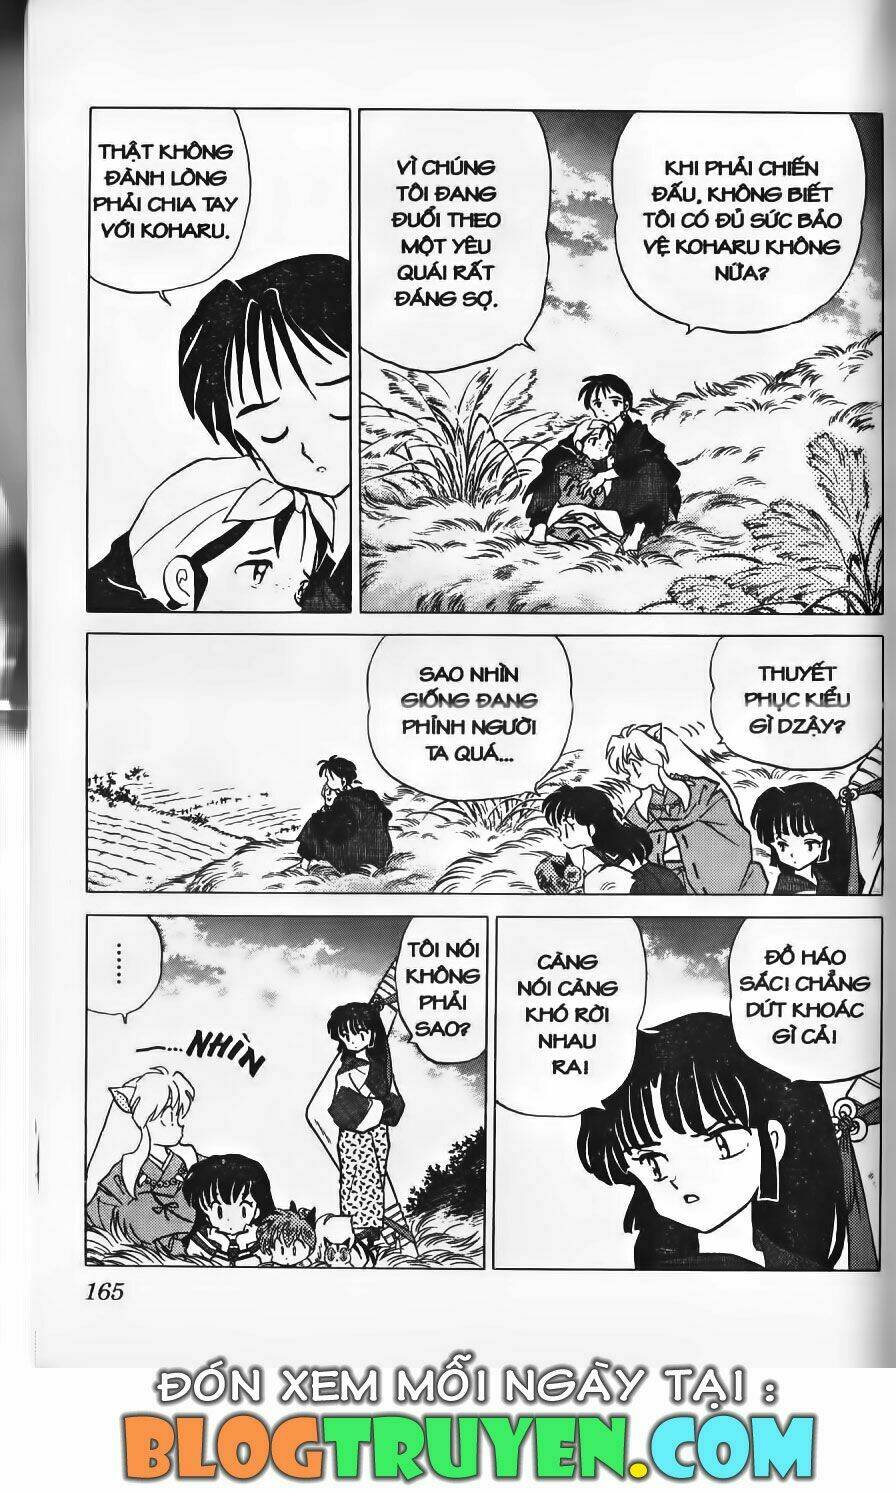 KHI PHẢI CHIẾN
ĐẤU, KHÔNG BIẾT
TÔI CÓ ĐỦ SỨC BẢO
VỆ KOHARU KHÔNG
NỮA?
VÌ CHÚNG
TÔI ĐANG
ĐUỔI THEO
MỘT YÊU
QUÁI RẤT
ĐÁNG SỢ.
THẬT KHÔNG
ĐÀNH LÒNG
PHẢI CHIA TAY
VỚI KOHARU.
THUYẾT
PHỤC KIỂU
GÌ DZẬY?
SAO NHÌN
GIỐNG ĐANG
PHỈNH NGƯỜI
TA QUÁ...
ĐỒ HÁO
SẮC! CHẲNG
DỨT KHOÁC
GÌ CẢ!
CÀNG
NÓI CÀNG
KHÓ RỜI
NHAU
RA!
TÔI NÓI
KHÔNG
PHẢI
SAO?
......
—...NHÌN
165
ĐÓN XEM MỖI NGÀY TẠI :
BLOGTRUYEN.COM